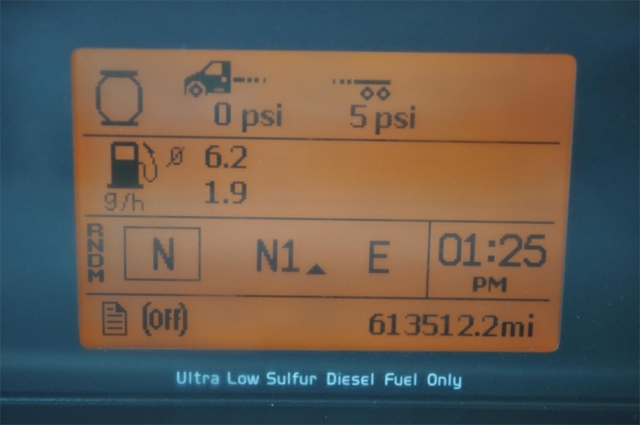 0 psi 5 psi
Ø 6.2
g/h 1.9
RNDM N N1 E 01:25
PM
(Off) 613512.2mi
Ultra Low Sulfur Diesel Fuel Only